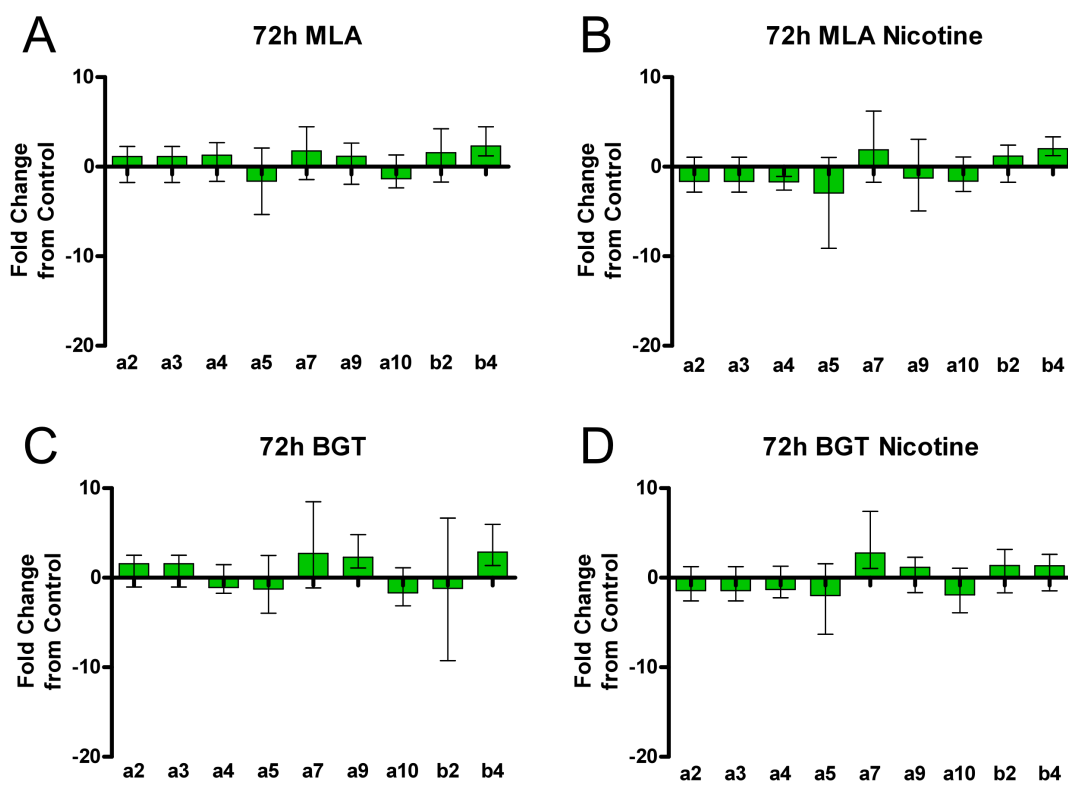 A
72h MLA
Fold Change
from Control
10
0
-10
-20
a2 a3 a4 a5 a7 a9 a10 b2 b4
B
72h MLA Nicotine
Fold Change
from Control
10
0
-10
-20
a2 a3 a4 a5 a7 a9 a10 b2 b4
C
72h BGT
Fold Change
from Control
10
0
-10
-20
a2 a3 a4 a5 a7 a9 a10 b2 b4
D
72h BGT Nicotine
Fold Change
from Control
10
0
-10
-20
a2 a3 a4 a5 a7 a9 a10 b2 b4